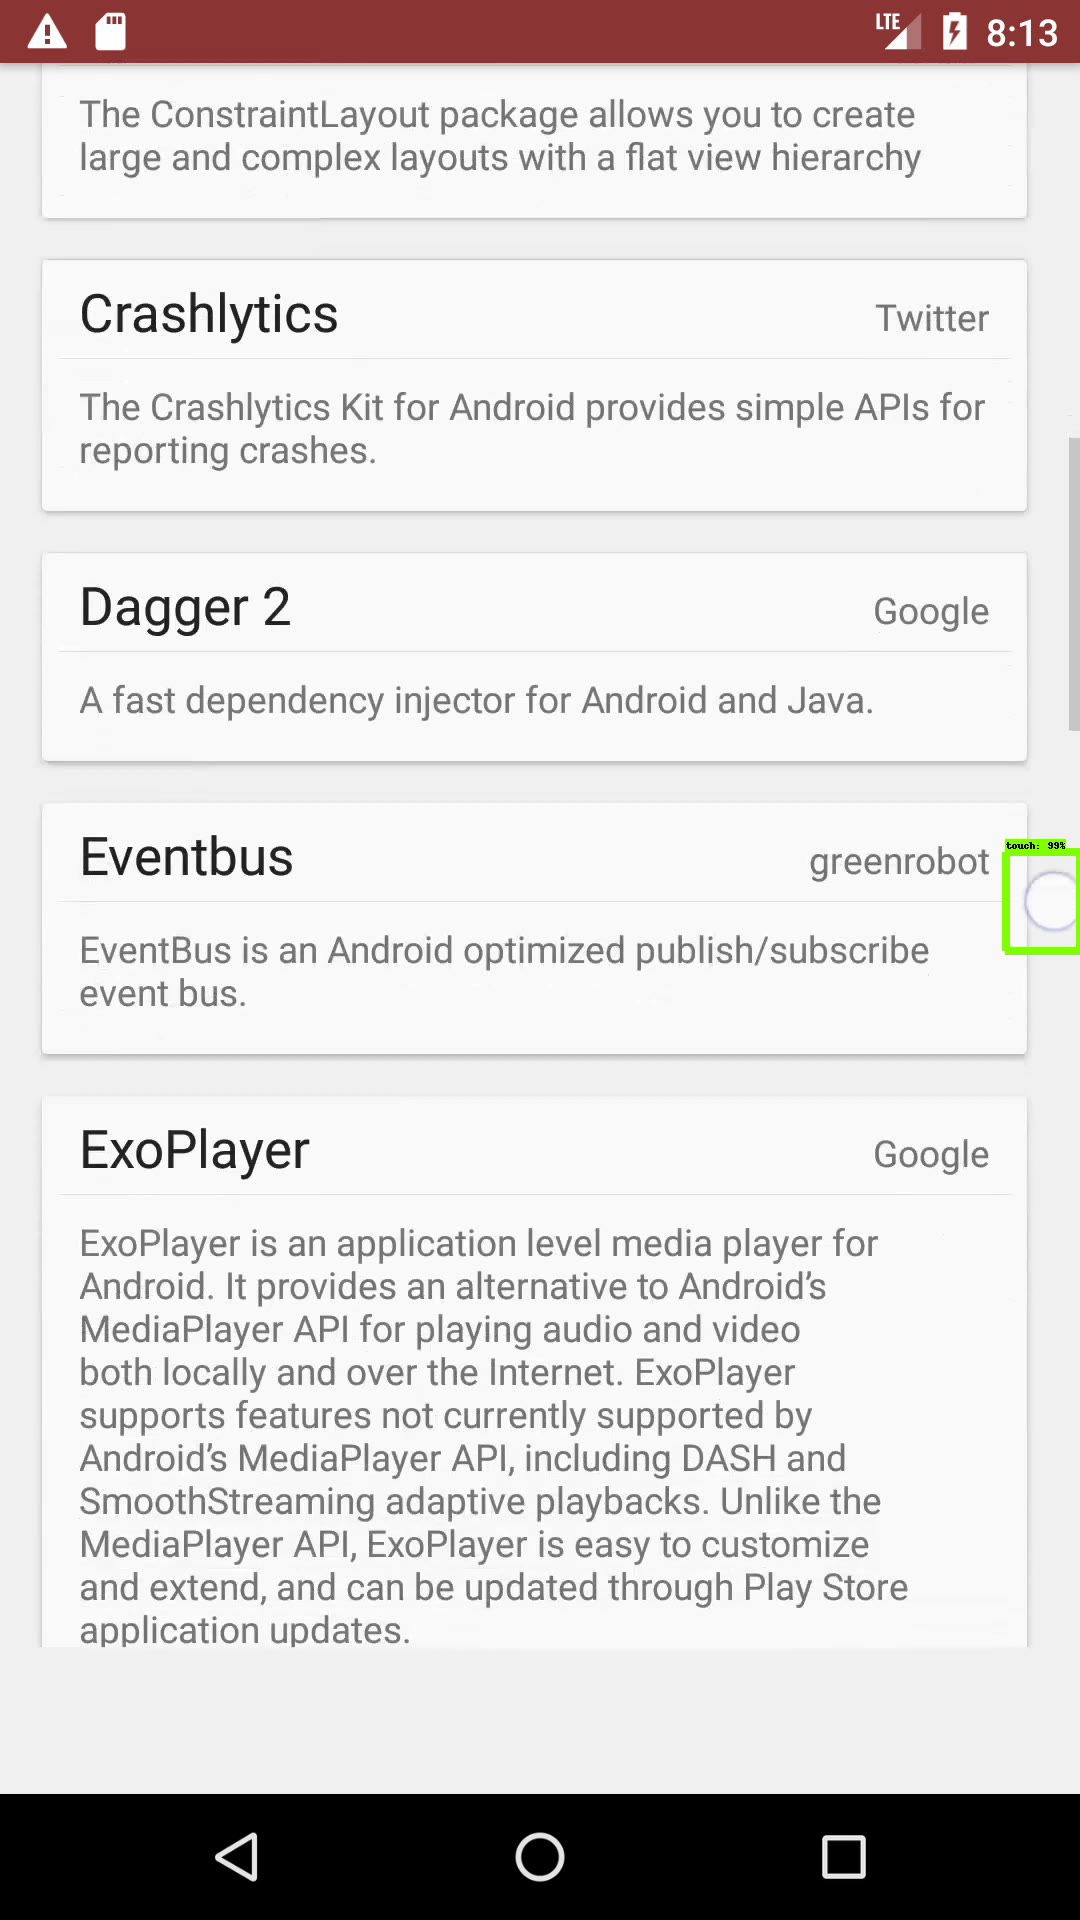 LTE 8:13
The ConstraintLayout package allows you to create
large and complex layouts with a flat view hierarchy
Crashlytics Twitter
The Crashlytics Kit for Android provides simple APIs for
reporting crashes.
Dagger 2 Google
A fast dependency injector for Android and Java.
touch: 99%
Eventbus greenrobot
EventBus is an Android optimized publish/subscribe
event bus.
ExoPlayer Google
ExoPlayer is an application level media player for
Android. It provides an alternative to Android’s
MediaPlayer API for playing audio and video
both locally and over the Internet. ExoPlayer
supports features not currently supported by
Android’s MediaPlayer API, including DASH and
SmoothStreaming adaptive playbacks. Unlike the
MediaPlayer API, ExoPlayer is easy to customize
and extend, and can be updated through Play Store
application updates.